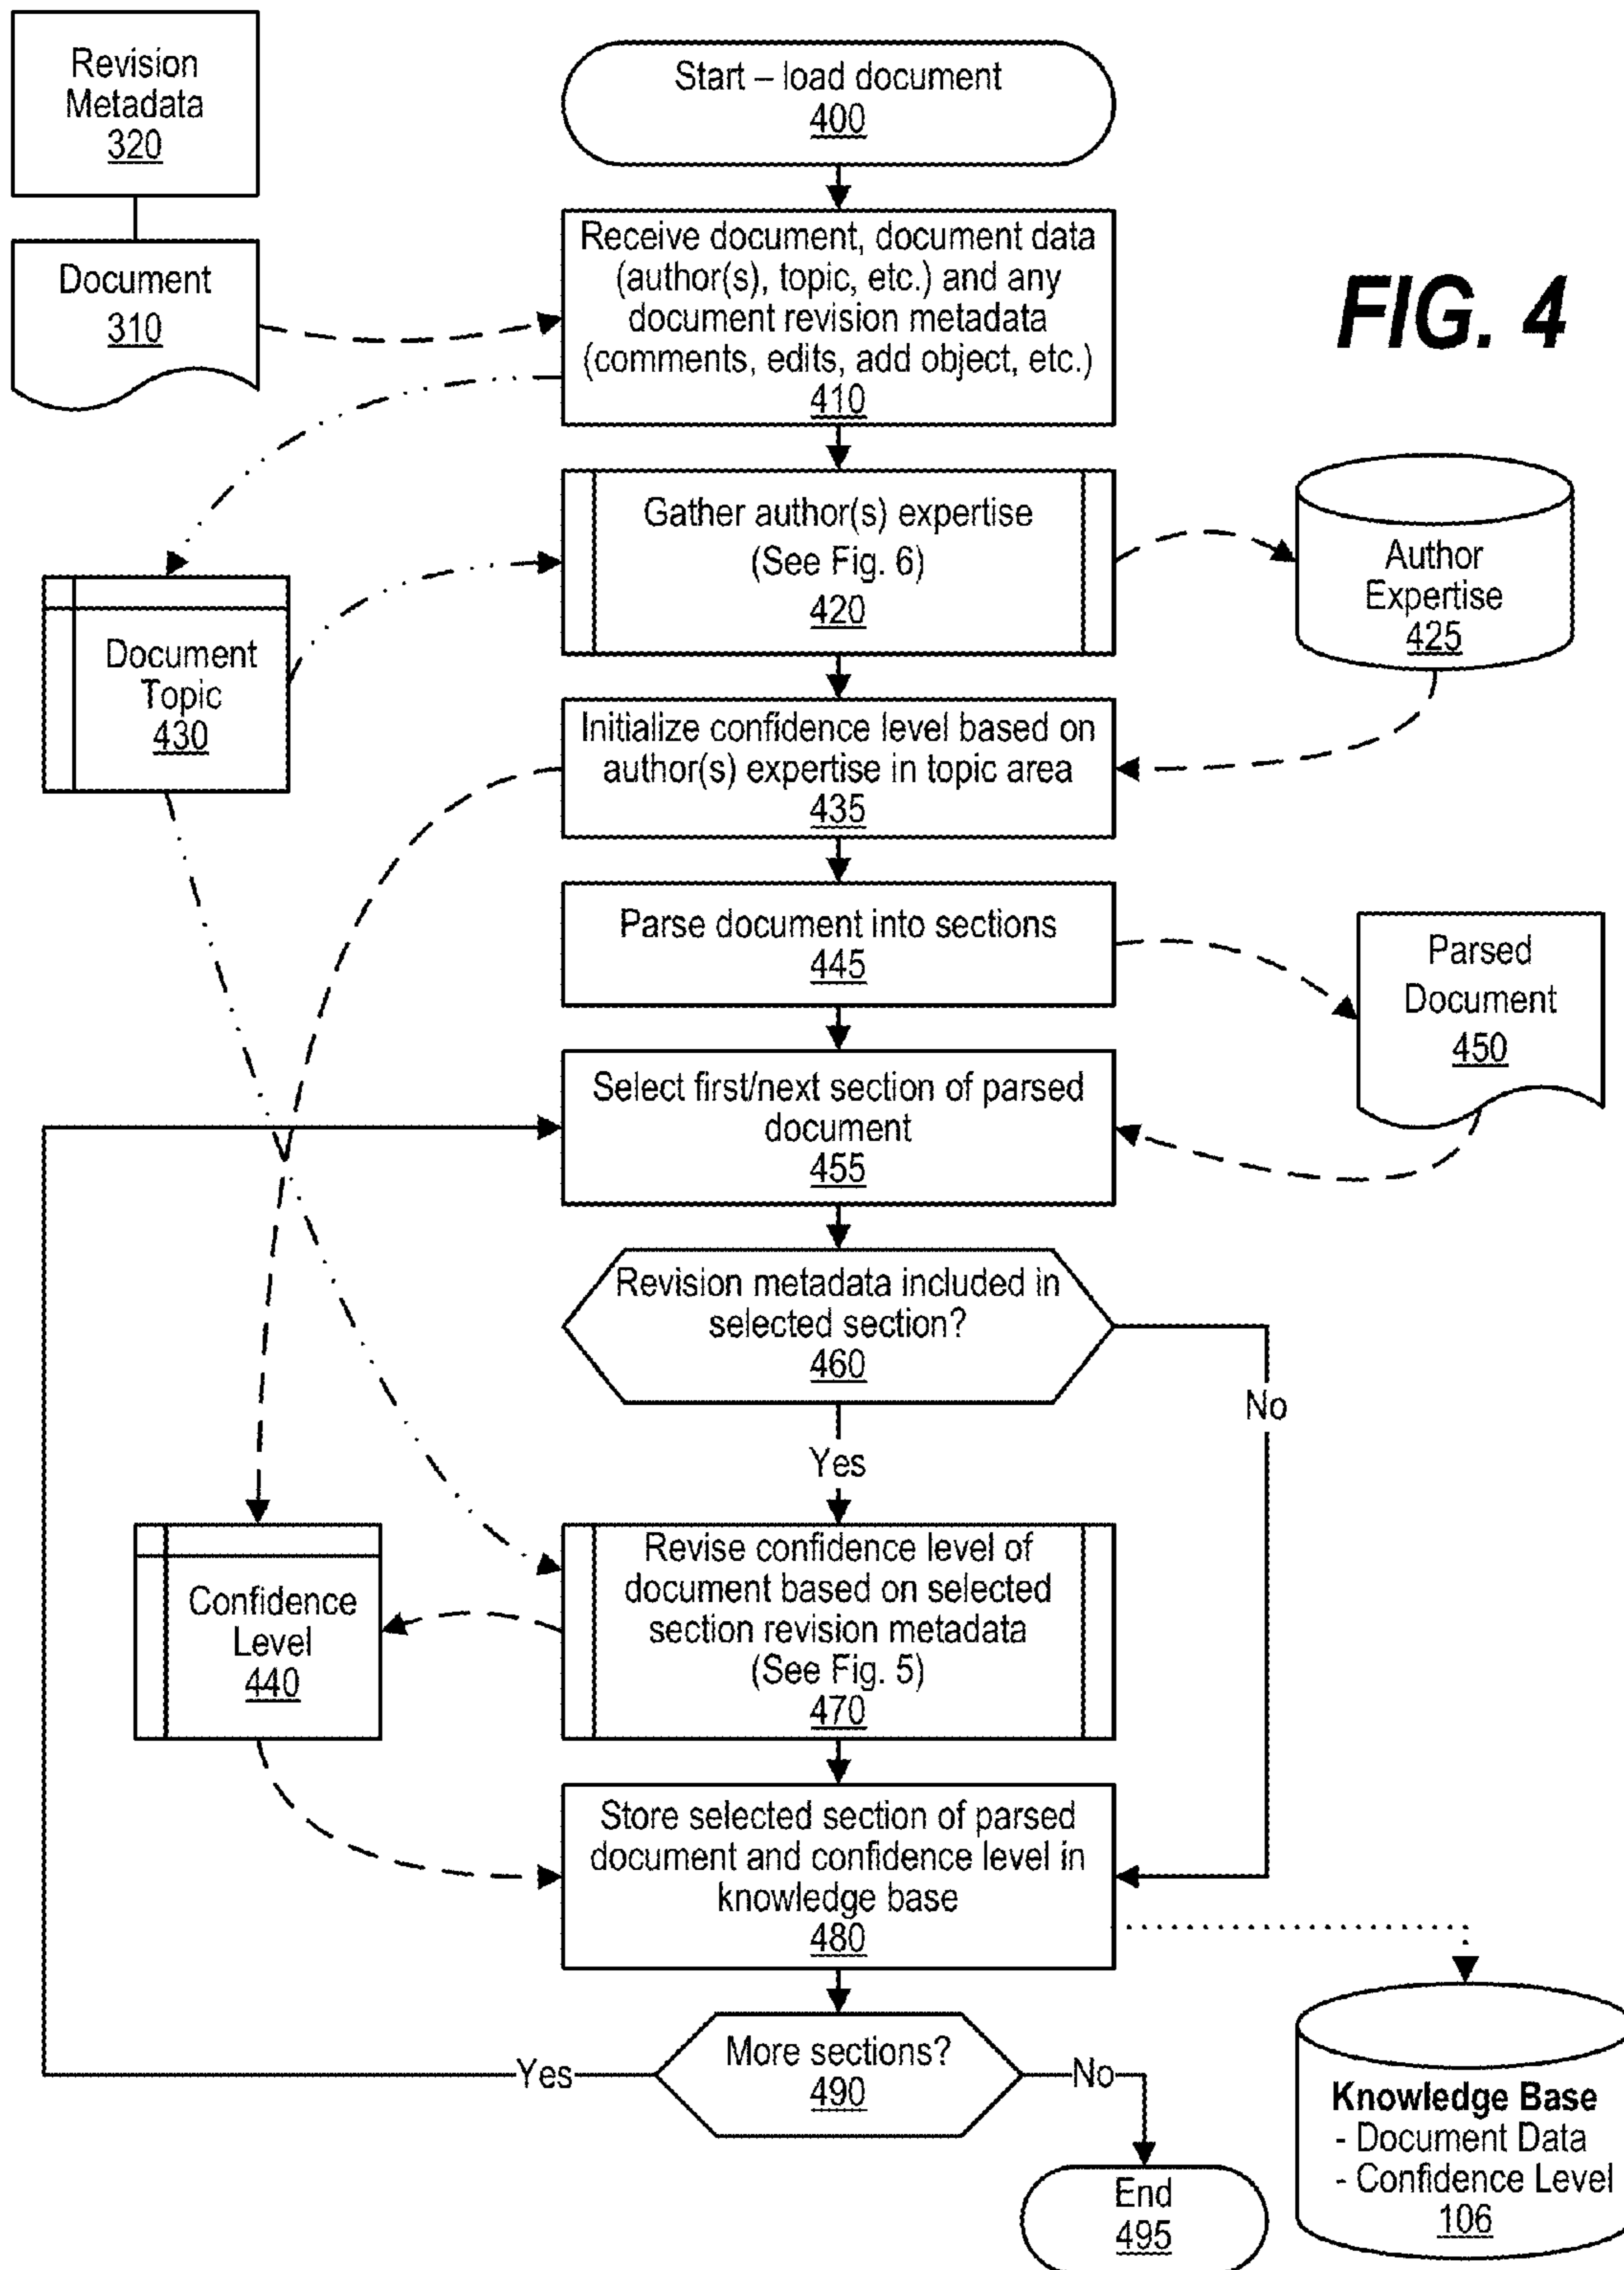 Revision
Metadata
320
Document
310
Start – load document
400
Receive document, document data
(author(s), topic, etc.) and any
document revision metadata
(comments, edits, add object, etc.)
410
FIG. 4
Gather author(s) expertise
(See Fig. 6)
420
Author
Expertise
425
Document
Topic
430
Initialize confidence level based on
author(s) expertise in topic area
435
Parse document into sections
445
Parsed
Document
450
Select first/next section of parsed
document
455
Revision metadata included in
selected section?
460
No
Yes
Confidence
Level
440
Revise confidence level of
document based on selected
section revision metadata
(See Fig. 5)
470
Store selected section of parsed
document and confidence level in
knowledge base
480
More sections?
490
Yes
No
End
495
Knowledge Base
- Document Data
- Confidence Level
106